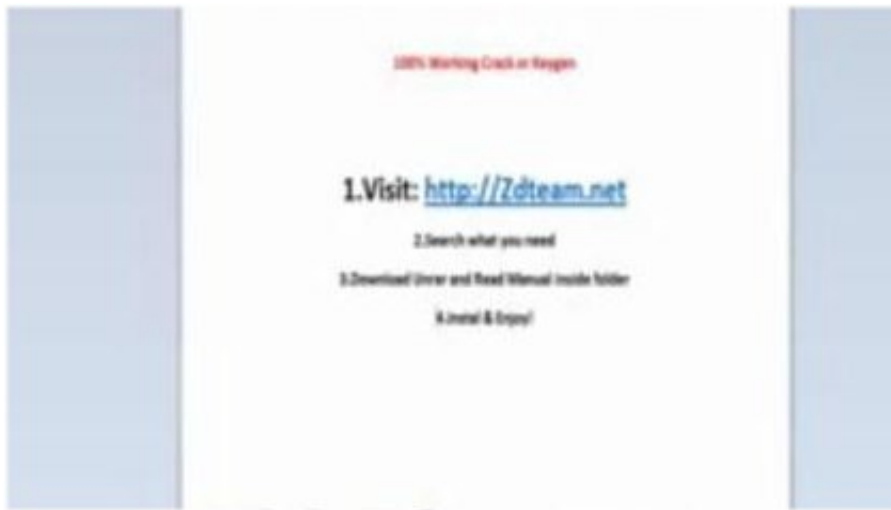 100% Working Crack or Keygen
1.Visit: http://Zdteam.net
2.Search what you need
3.Download Unrar and Read Manual inside folder
4.Instal & Enjoy!